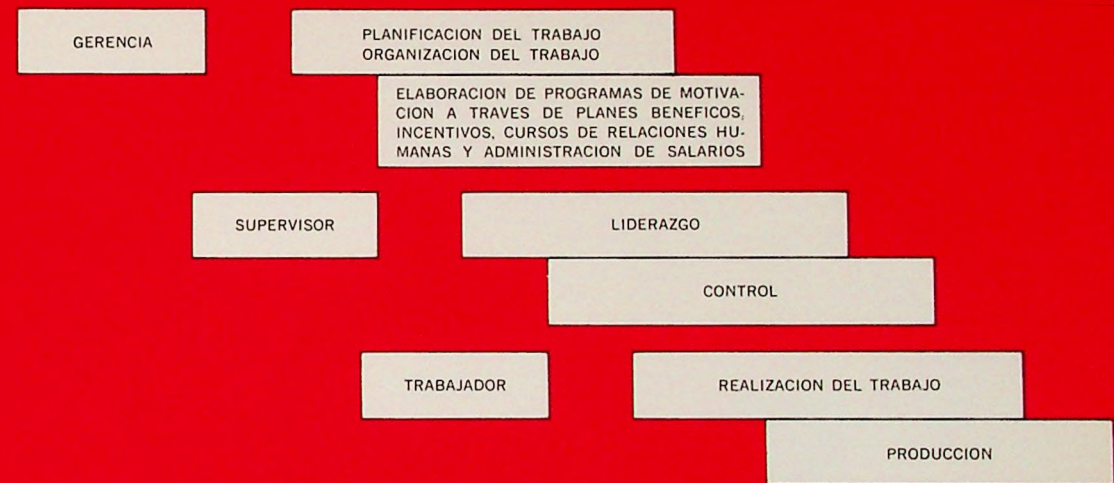 GERENCIA
PLANIFICACION DEL TRABAJO
ORGANIZACION DEL TRABAJO
ELABORACION DE PROGRAMAS DE MOTIVA-
CION A TRAVES DE PLANES BENEFICOS,
INCENTIVOS, CURSOS DE RELACIONES HU-
MANAS Y ADMINISTRACION DE SALARIOS
SUPERVISOR
LIDERAZGO
CONTROL
TRABAJADOR
REALIZACION DEL TRABAJO
PRODUCCION